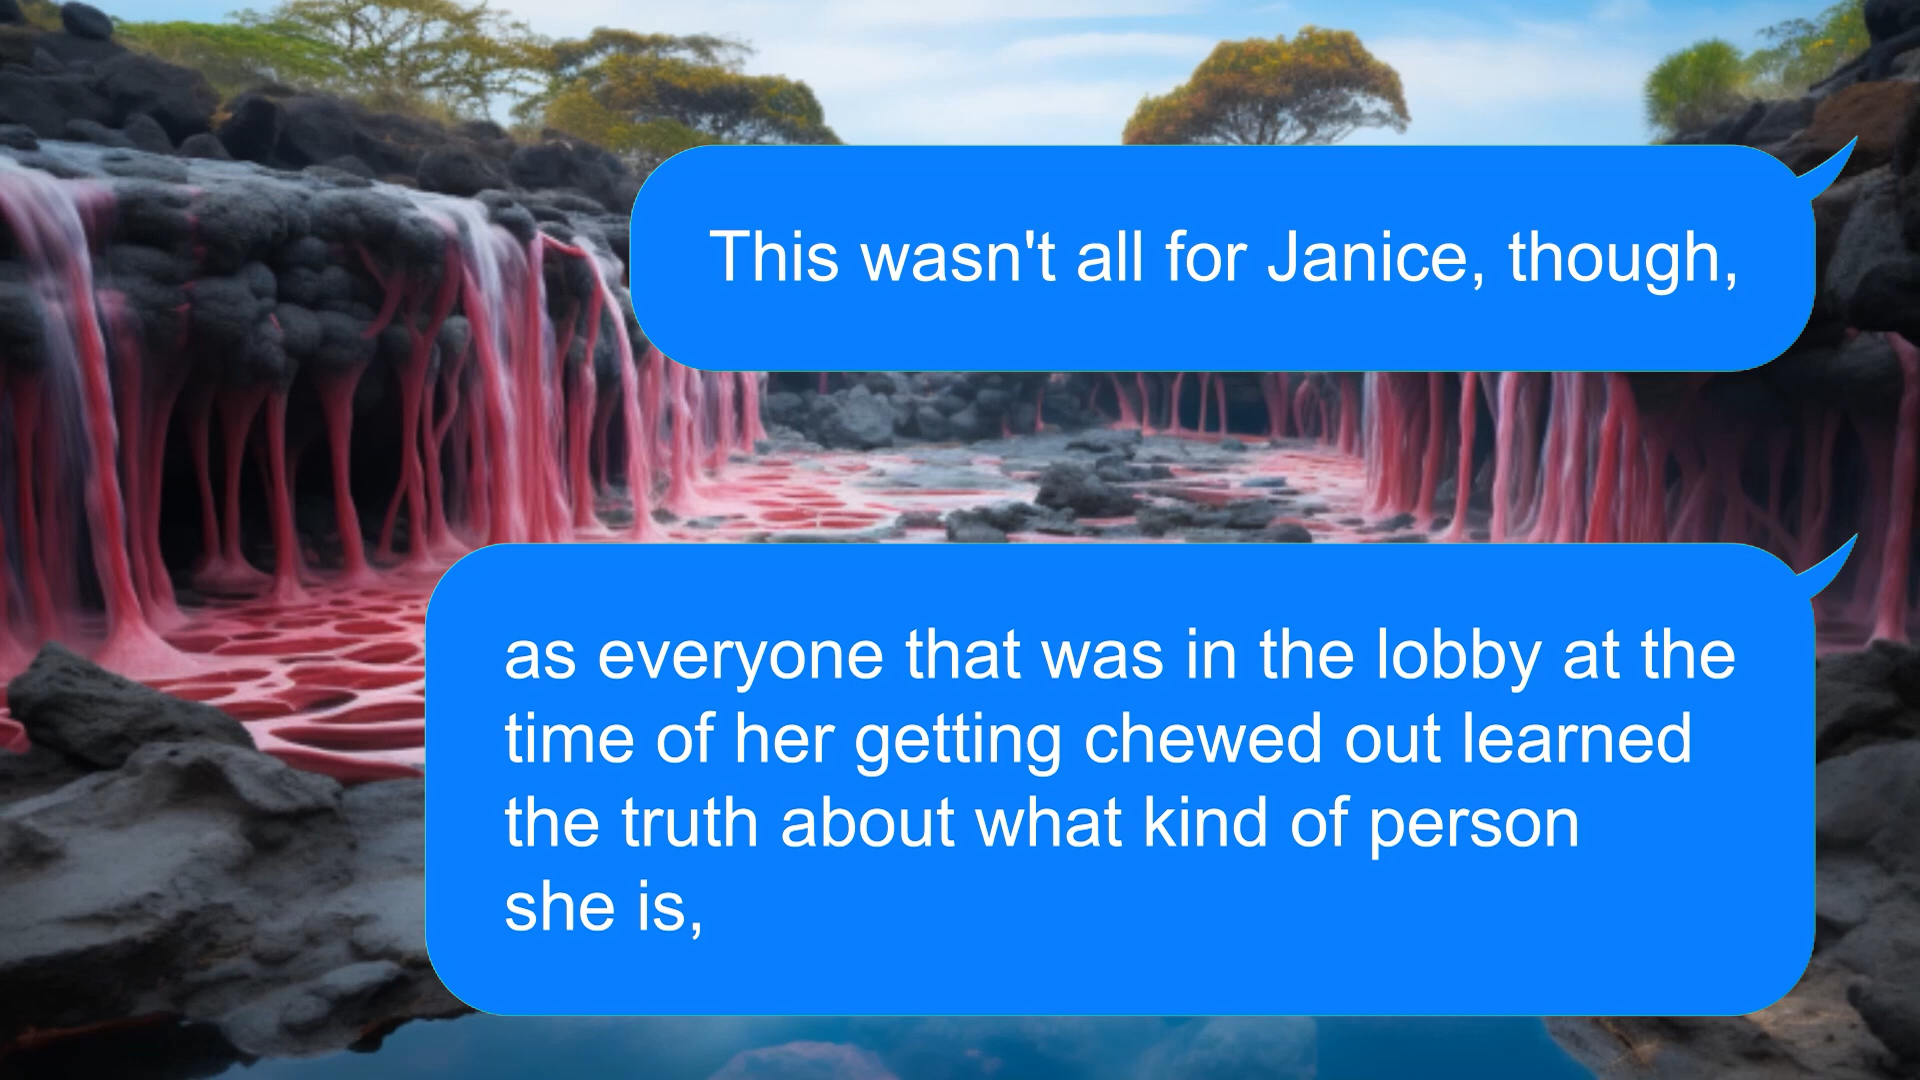 This wasn't all for Janice, though,
as everyone that was in the lobby at the
time of her getting chewed out learned
the truth about what kind of person
she is,